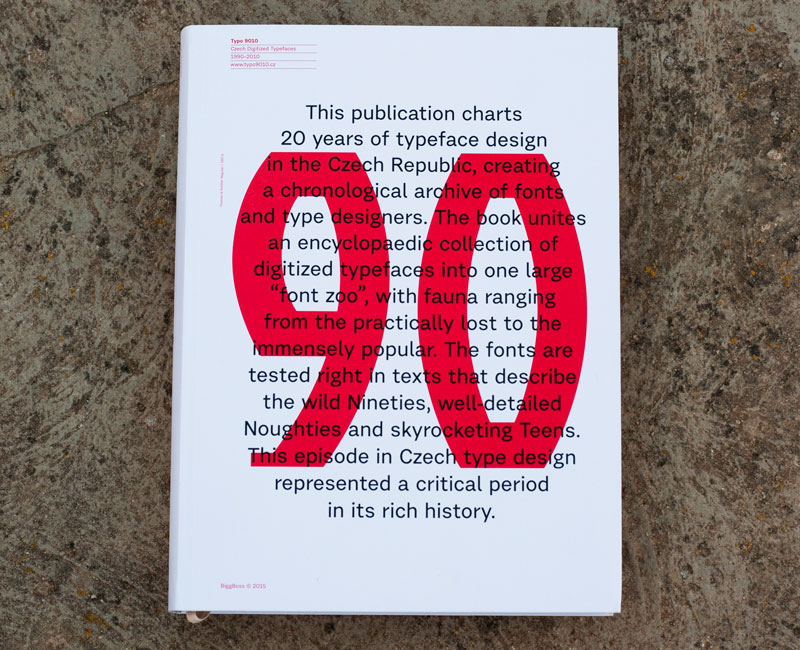 Typo 9010
Czech Digitized Typefaces
1990–2010
www.typo9010.cz
This publication charts
20 years of typeface design
in the Czech Republic, creating
a chronological archive of fonts
and type designers. The book unites
an encyclopaedic collection of
digitized typefaces into one large
“font zoo”, with fauna ranging
from the practically lost to the
immensely popular. The fonts are
tested right in texts that describe
the wild Nineties, well-detailed
Noughties and skyrocketing Teens.
This episode in Czech type design
represented a critical period
in its rich history.
90
BiggBoss © 2015